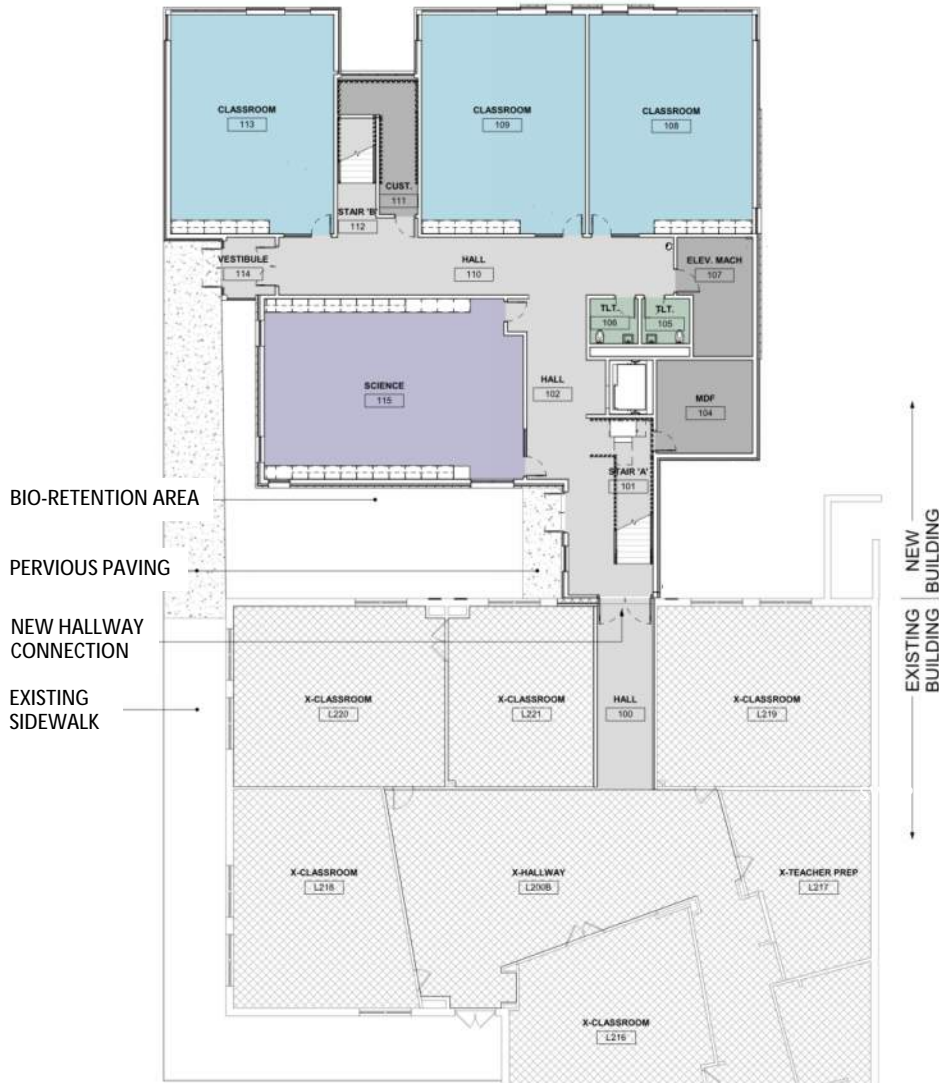 CLASSROOM
113
CLASSROOM
109
CLASSROOM
108
CUST.
111
STAIR 'B'
112
VESTIBULE
114
HALL
110
ELEV. MACH
107
TLT.
106
TLT.
105
SCIENCE
115
HALL
102
MDF
104
STAIR 'A'
101
BIO-RETENTION AREA
PERVIOUS PAVING
NEW HALLWAY
CONNECTION
EXISTING
SIDEWALK
NEW
BUILDING
EXISTING
BUILDING
X-CLASSROOM
L220
X-CLASSROOM
L221
HALL
100
X-CLASSROOM
L219
X-CLASSROOM
L218
X-HALLWAY
L200B
X-TEACHER PREP
L217
X-CLASSROOM
L216